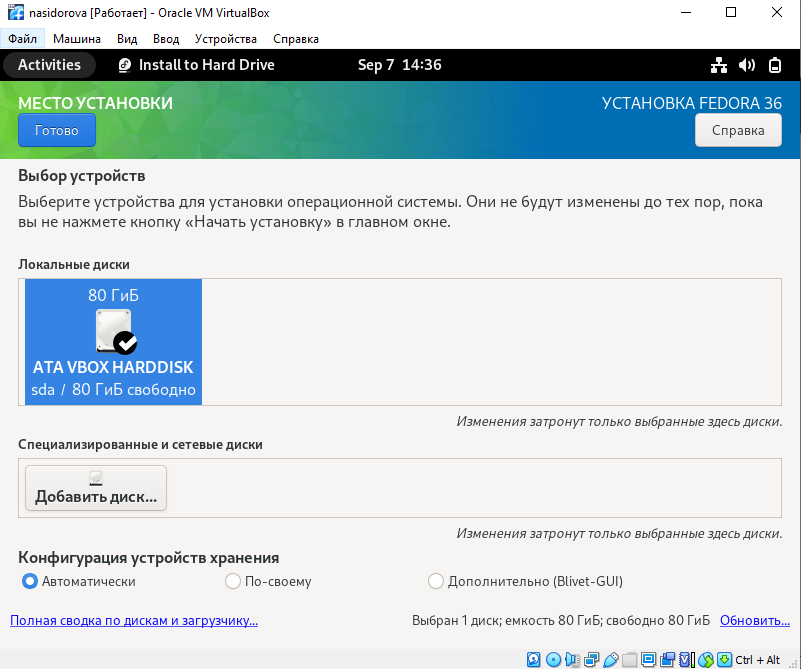 nasidorova [Работает] - Oracle VM VirtualBox
Файл Машина Вид Ввод Устройства Справка
Activities Install to Hard Drive Sep 7 14:36
МЕСТО УСТАНОВКИ УСТАНОВКА FEDORA 36
Готово Справка
Выбор устройств
Выберите устройства для установки операционной системы. Они не будут изменены до тех пор, пока
вы не нажмете кнопку «Начать установку» в главном окне.
Локальные диски
80 ГиБ
ATA VBOX HARDDISK
sda / 80 ГиБ свободно
Изменения затронут только выбранные здесь диски.
Специализированные и сетевые диски
Добавить диск...
Изменения затронут только выбранные здесь диски.
Конфигурация устройств хранения
Автоматически По-своему Дополнительно (Blivet-GUI)
Полная сводка по дискам и загрузчику... Выбран 1 диск; емкость 80 ГиБ; свободно 80 ГиБ Обновить...
Ctrl + Alt